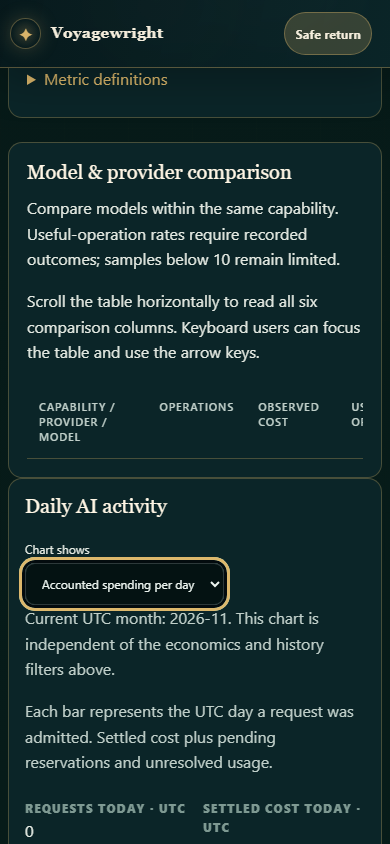 Voyagewright
Safe return
Metric definitions
Model & provider comparison
Compare models within the same capability.
Useful-operation rates require recorded
outcomes; samples below 10 remain limited.
Scroll the table horizontally to read all six
comparison columns. Keyboard users can focus
the table and use the arrow keys.
CAPABILITY / OPERATIONS OBSERVED
PROVIDER / COST
MODEL
Daily AI activity
Chart shows
Accounted spending per day
Current UTC month: 2026-11. This chart is
independent of the economics and history
filters above.
Each bar represents the UTC day a request was
admitted. Settled cost plus pending
reservations and unresolved usage.
REQUESTS TODAY · UTC SETTLED COST TODAY ·
UTC
0